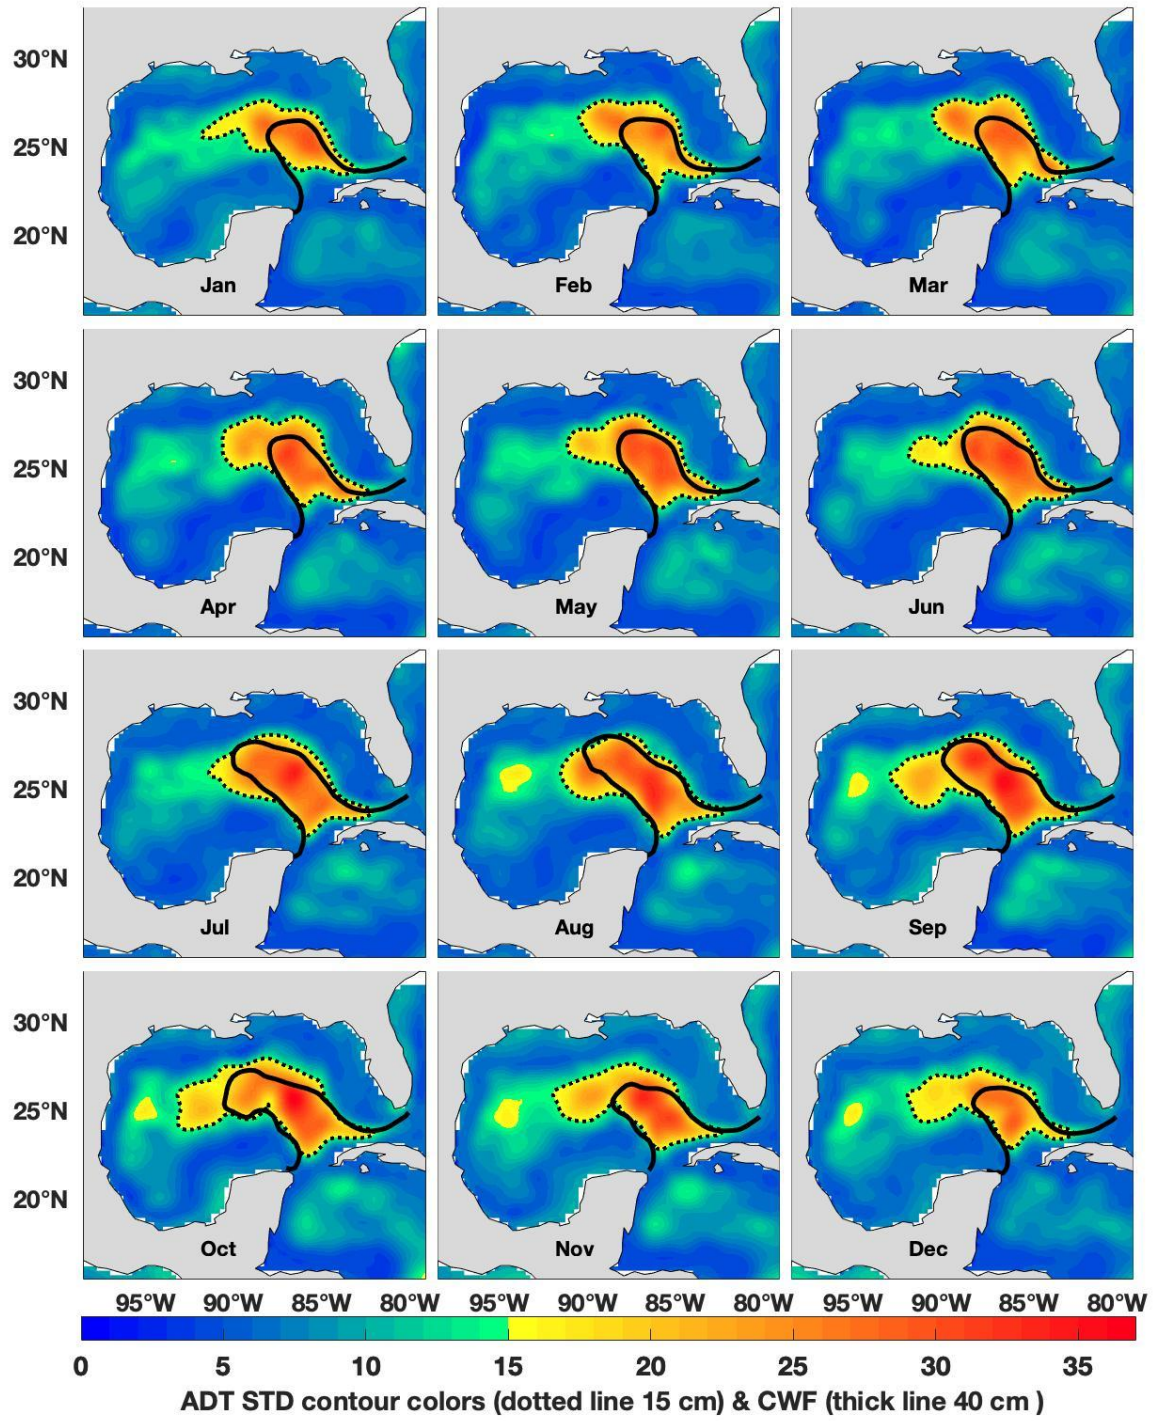 30°N
25°N
20°N
Jan Feb Mar
30°N
25°N
20°N
Apr May Jun
30°N
25°N
20°N
Jul Aug Sep
30°N
25°N
20°N
Oct Nov Dec
95°W 90°W 85°W 80°W 95°W 90°W 85°W 80°W 95°W 90°W 85°W 80°W
0 5 10 15 20 25 30 35
ADT STD contour colors (dotted line 15 cm) & CWF (thick line 40 cm )